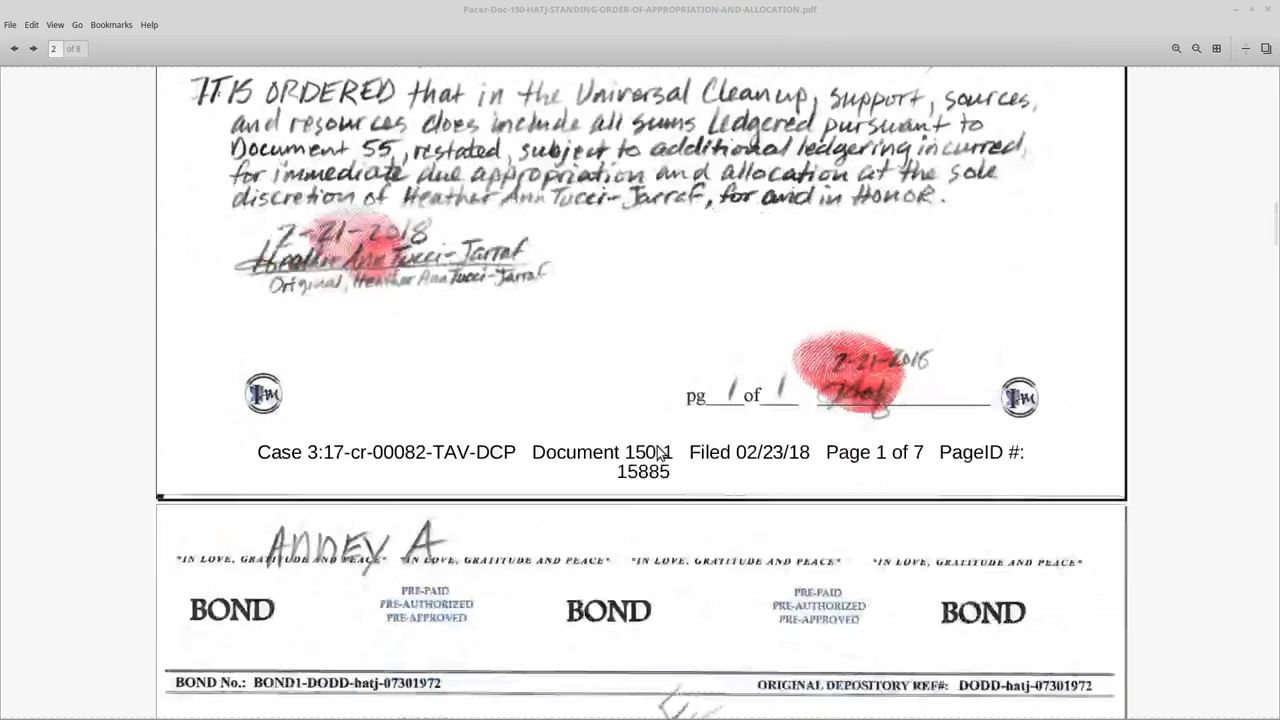 Pacer-Doc-150-HATJ-STANDING-ORDER-OF-APPROPRIATION-AND-ALLOCATION.pdf
File Edit View Go Bookmarks Help
2 of 8
IT IS ORDERED that in the Universal Cleanup, support, sources,
and resources does include all sums ledgered pursuant to
Document 55, restated, subject to additional ledgering incurred,
for immediate due appropriation and allocation at the sole
discretion of Heather Ann Tucci-Jarraf, for and in Honor.
7-21-2018
Heather Ann Tucci-Jarraf
Original, Heather Ann Tucci-Jarraf
7-21-2018
pg 1 of 1
Case 3:17-cr-00082-TAV-DCP Document 150-1 Filed 02/23/18 Page 1 of 7 PageID #:
15885
ANNEX A
"IN LOVE, GRATITUDE AND PEACE" "IN LOVE, GRATITUDE AND PEACE" "IN LOVE, GRATITUDE AND PEACE" "IN LOVE, GRATITUDE AND PEACE"
PRE-PAID PRE-PAID
BOND PRE-AUTHORIZED BOND PRE-AUTHORIZED BOND
PRE-APPROVED PRE-APPROVED
BOND No.: BOND1-DODD-hatj-07301972 ORIGINAL DEPOSITORY REF#: DODD-hatj-07301972